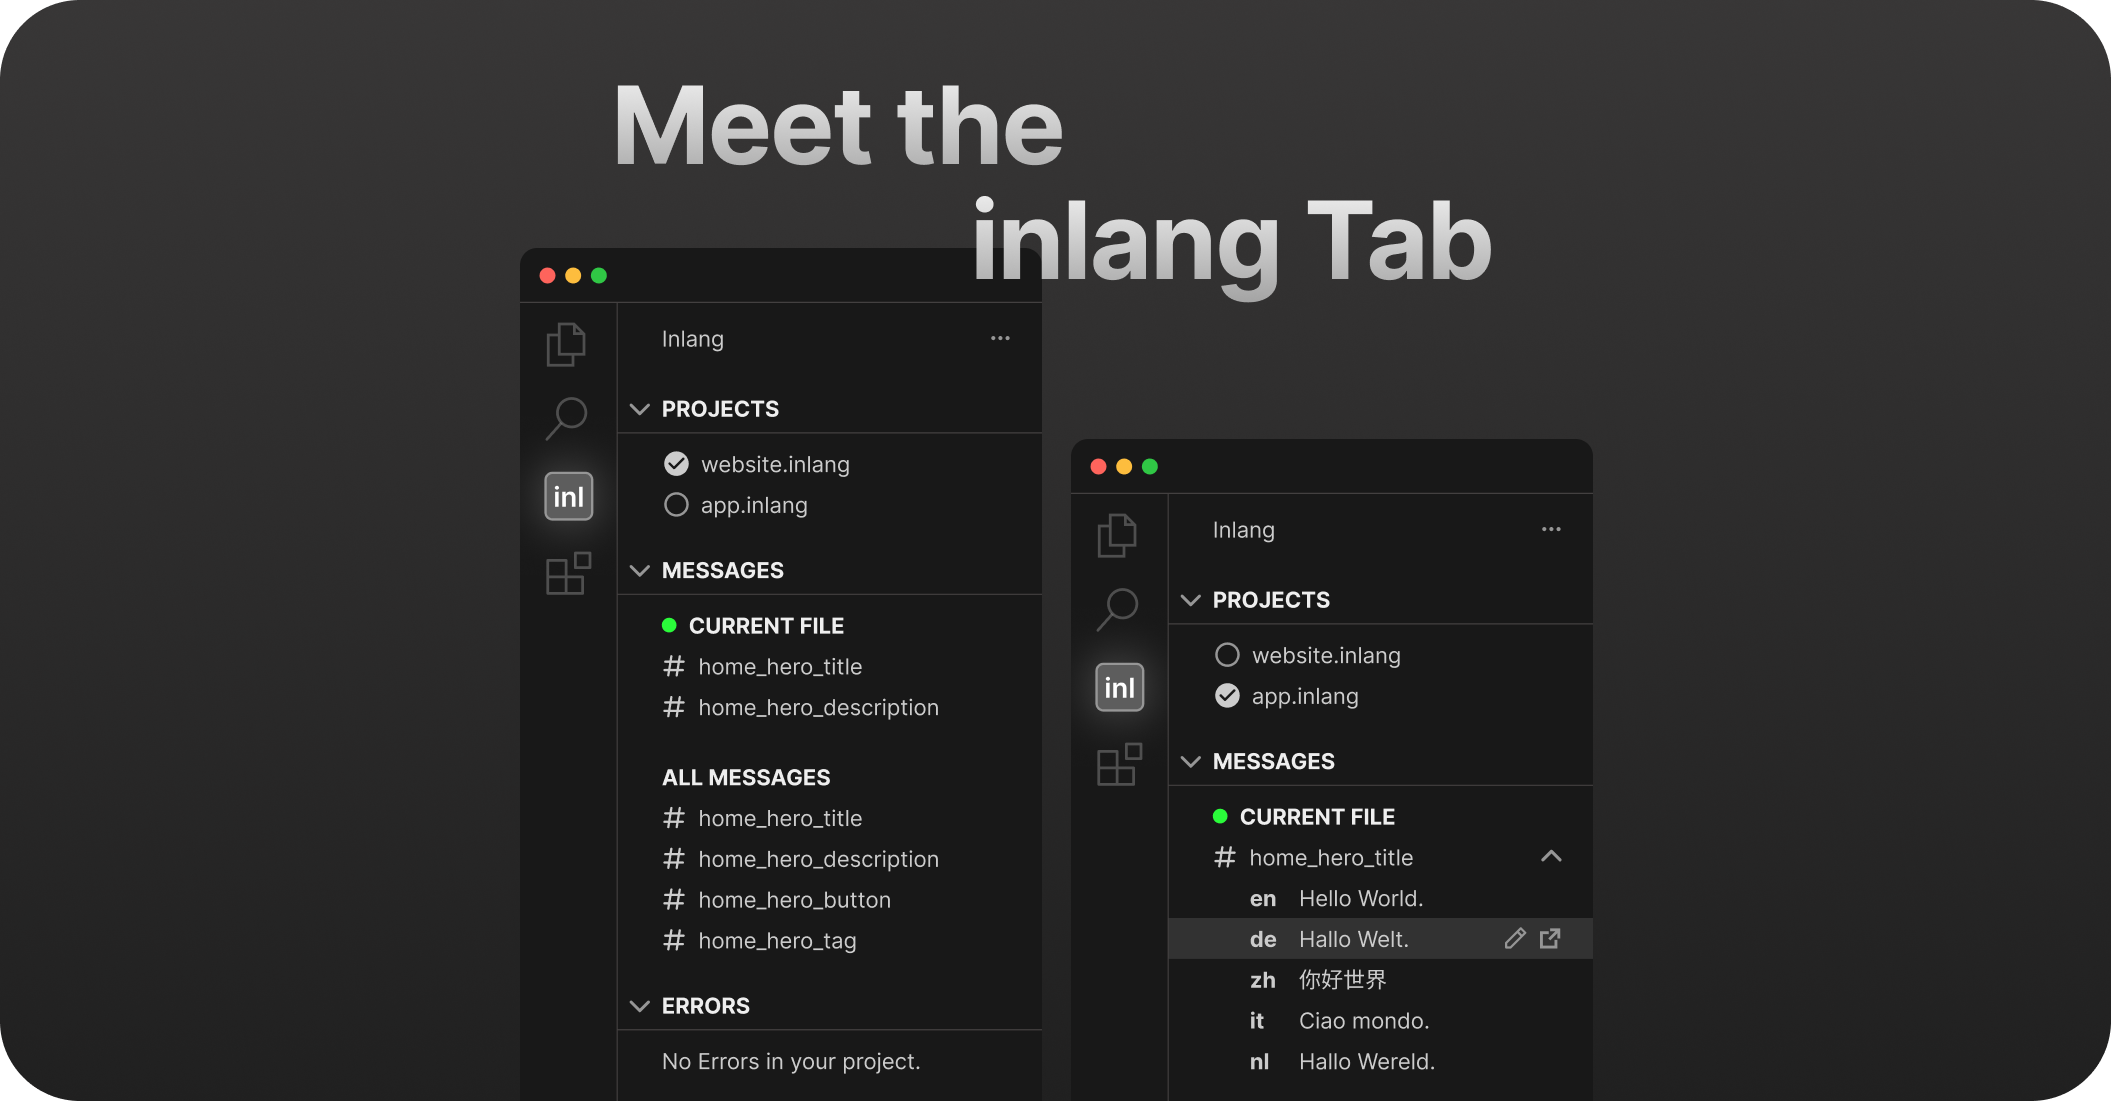 Meet the
inlang Tab
Inlang
PROJECTS
website.inlang
app.inlang
inl
MESSAGES
CURRENT FILE
# home_hero_title
# home_hero_description
ALL MESSAGES
# home_hero_title
# home_hero_description
# home_hero_button
# home_hero_tag
ERRORS
No Errors in your project.
Inlang
PROJECTS
website.inlang
app.inlang
inl
MESSAGES
CURRENT FILE
# home_hero_title
en Hello World.
de Hallo Welt.
zh 你好世界
it Ciao mondo.
nl Hallo Wereld.